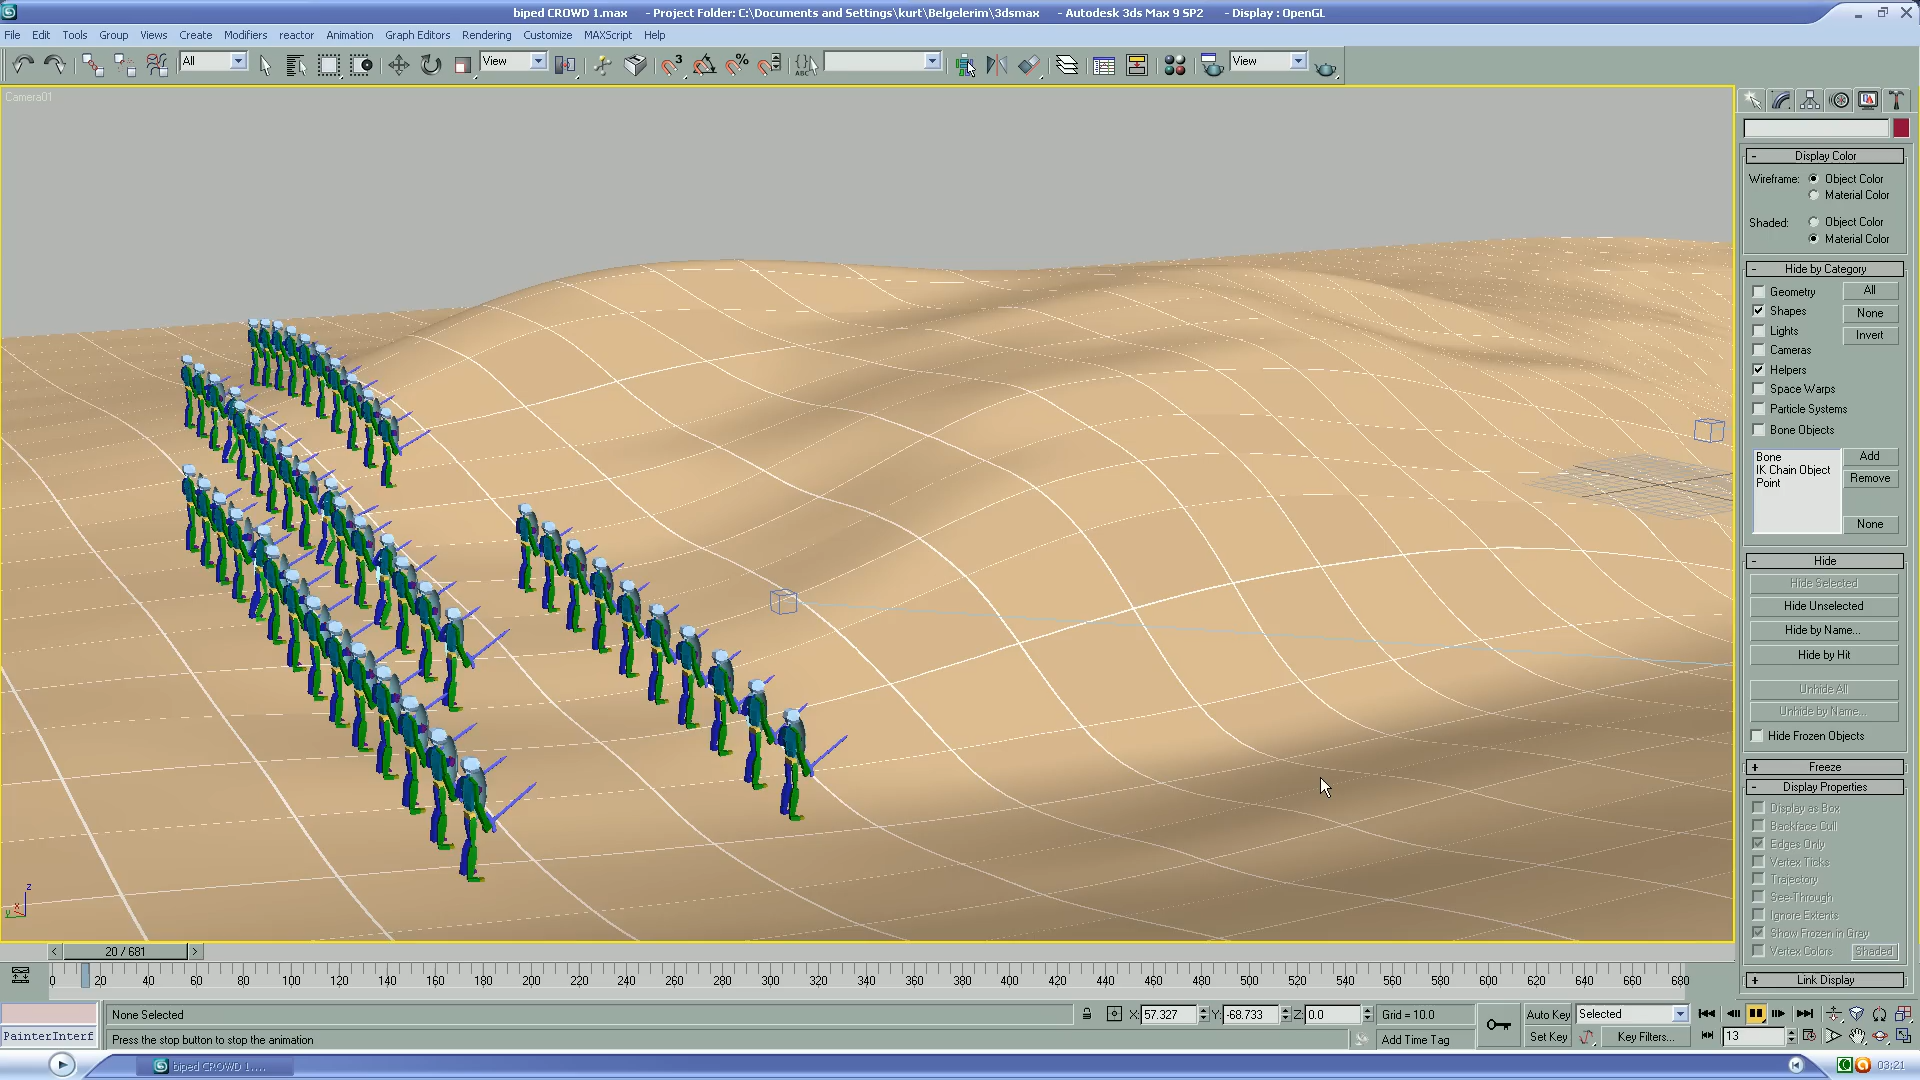 biped CROWD 1.max - Project Folder: C:\Documents and Settings\kurt\Belgelerim\3dsmax - Autodesk 3ds Max 9 SP2 - Display : OpenGL
File Edit Tools Group Views Create Modifiers reactor Animation Graph Editors Rendering Customize MAXScript Help
All View 3 % ABC View
Camera01
Display Color
Wireframe: Object Color
Material Color
Shaded: Object Color
Material Color
Hide by Category
Geometry All
Shapes None
Lights Invert
Cameras
Helpers
Space Warps
Particle Systems
Bone Objects
Bone Add
IK Chain Object Remove
Point
None
Hide
Hide Selected
Hide Unselected
Hide by Name...
Hide by Hit
Unhide All
Unhide by Name...
Hide Frozen Objects
Freeze
Display Properties
Display as Box
Backface Cull
Edges Only
Vertex Ticks
Trajectory
See-Through
Ignore Extents
Show Frozen in Gray
Vertex Colors Shaded
Link Display
z
x
y
< 20 / 681 >
0 20 40 60 80 100 120 140 160 180 200 220 240 260 280 300 320 340 360 380 400 420 440 460 480 500 520 540 560 580 600 620 640 660 680
None Selected X: 57.327 Y: -68.733 Z: 0.0 Grid = 10.0 Auto Key Selected
PainterInterf Press the stop button to stop the animation Add Time Tag Set Key Key Filters... 13
biped CROWD 1.... 03:21